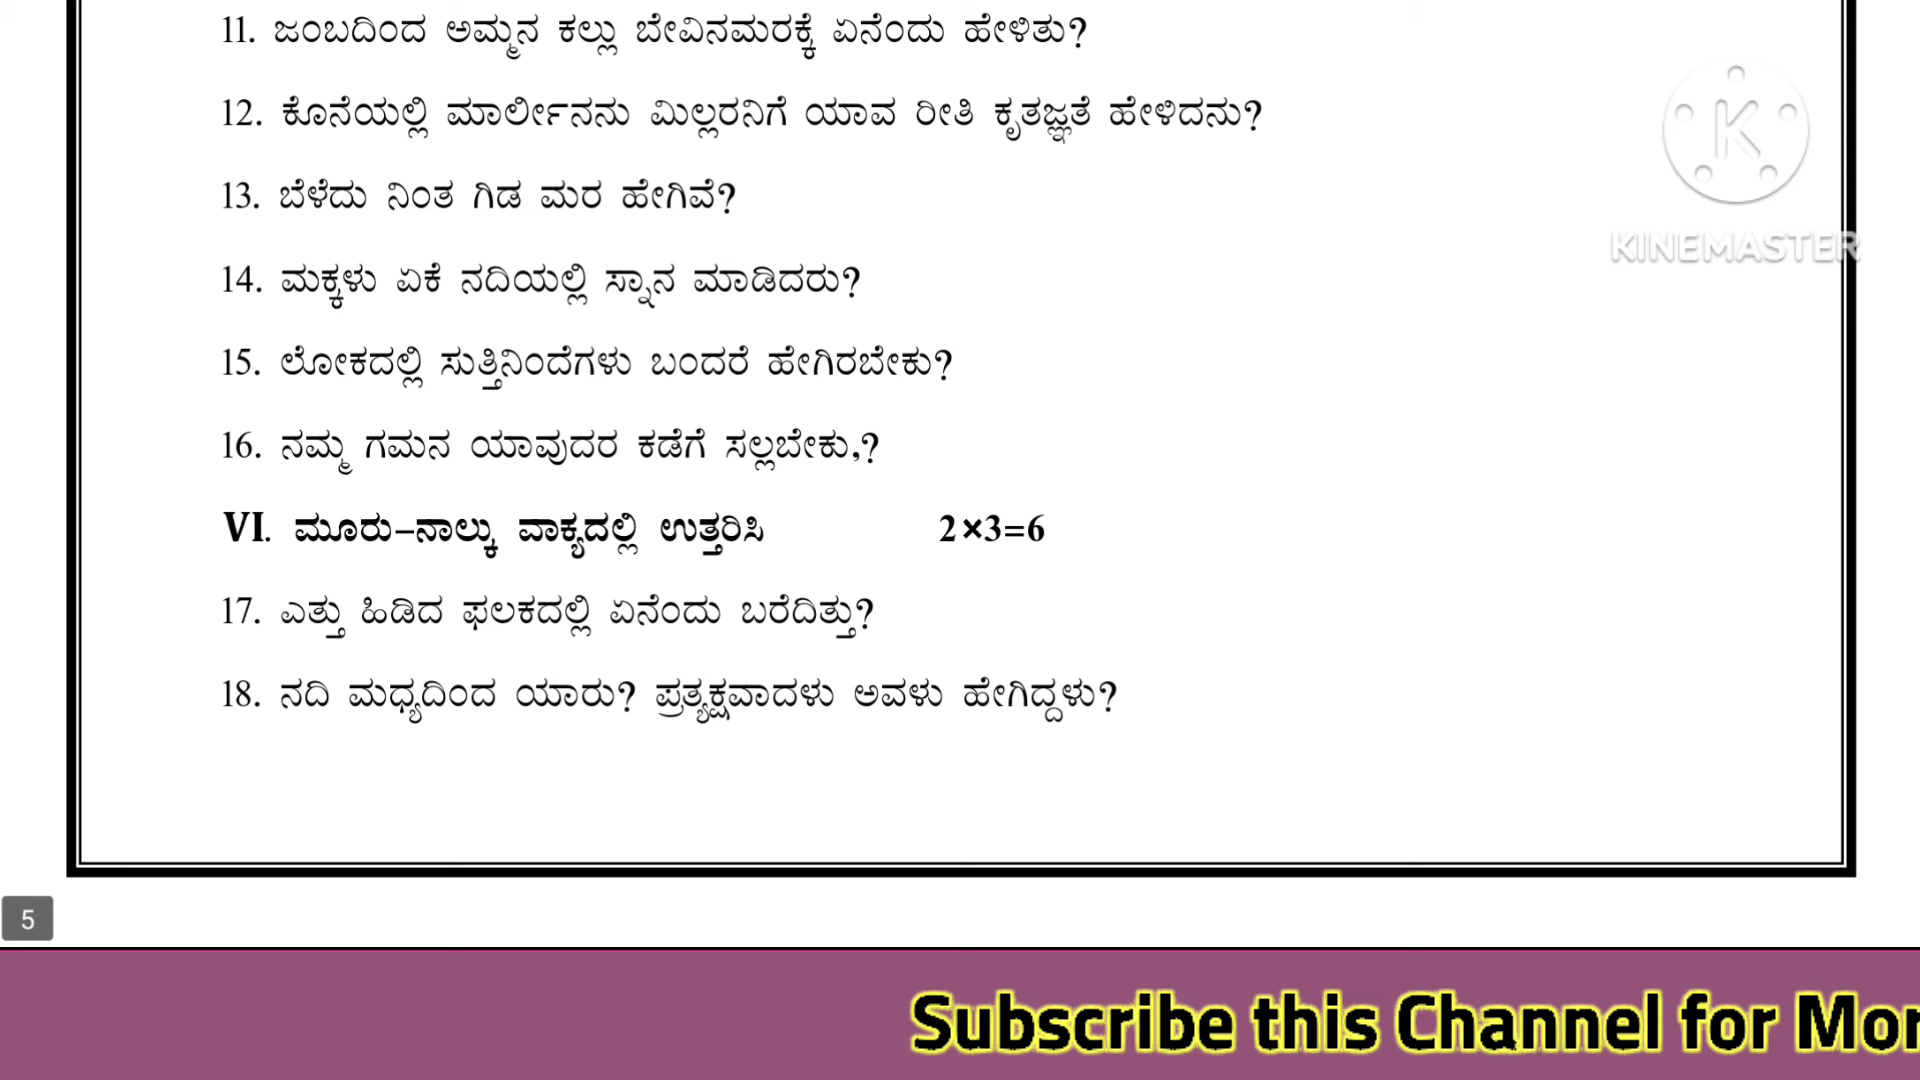 11. ಜಂಬದಿಂದ ಅಮ್ಮನ ಕಲ್ಲು ಬೇವಿನಮರಕ್ಕೆ ಏನೆಂದು ಹೇಳಿತು?
12. ಕೊನೆಯಲ್ಲಿ ಮಾರ್ಲೀನನು ಮಿಲ್ಲರನಿಗೆ ಯಾವ ರೀತಿ ಕೃತಜ್ಞತೆ ಹೇಳಿದನು?
13. ಬೆಳೆದು ನಿಂತ ಗಿಡ ಮರ ಹೇಗಿವೆ?
14. ಮಕ್ಕಳು ಏಕೆ ನದಿಯಲ್ಲಿ ಸ್ನಾನ ಮಾಡಿದರು?
15. ಲೋಕದಲ್ಲಿ ಸುತ್ತಿನಿಂದೆಗಳು ಬಂದರೆ ಹೇಗಿರಬೇಕು?
16. ನಮ್ಮ ಗಮನ ಯಾವುದರ ಕಡೆಗೆ ಸಲ್ಲಬೇಕು,?
VI. ಮೂರು-ನಾಲ್ಕು ವಾಕ್ಯದಲ್ಲಿ ಉತ್ತರಿಸಿ 2×3=6
17. ಎತ್ತು ಹಿಡಿದ ಫಲಕದಲ್ಲಿ ಏನೆಂದು ಬರೆದಿತ್ತು?
18. ನದಿ ಮಧ್ಯದಿಂದ ಯಾರು? ಪ್ರತ್ಯಕ್ಷವಾದಳು ಅವಳು ಹೇಗಿದ್ದಳು?
K
KINEMASTER
5
Subscribe this Channel for Mor